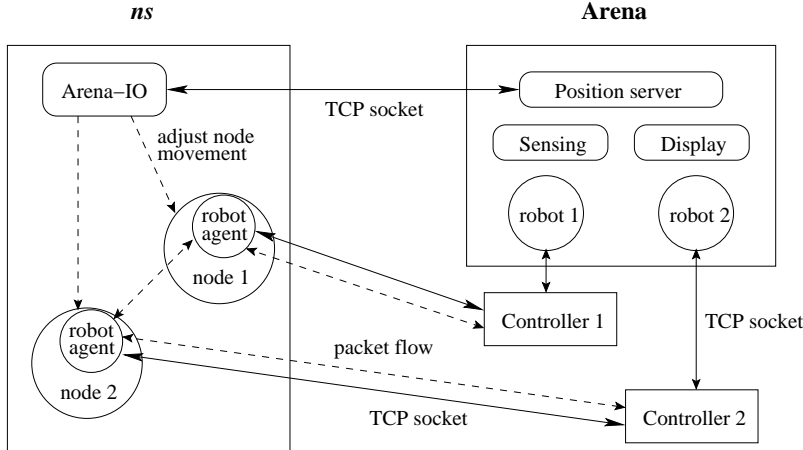 ns
Arena
Arena−IO
Position server
TCP socket
adjust node
movement
Sensing
Display
robot
agent
node 1
robot 1
robot 2
Controller 1
TCP socket
robot
agent
node 2
packet flow
TCP socket
Controller 2